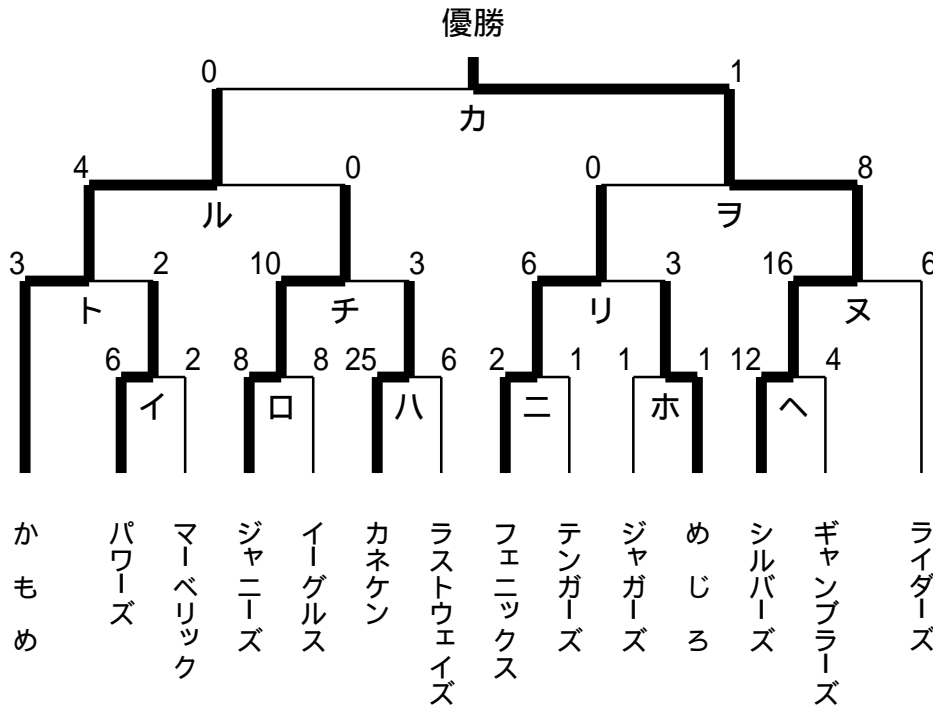 優勝
0 1
カ
4 0 0 8
ル ヲ
3 2 10 3 6 3 16 6
ト チ リ ヌ
6 2 8 8 25 6 2 1 1 1 12 4
イ ロ ハ ニ ホ ヘ
かもめ
パワーズ
マーベリック
ジャニーズ
イーグルス
カネケン
ラストウェイズ
フェニックス
テンガーズ
ジャガーズ
めじろ
シルバーズ
ギャンブラーズ
ライダーズ